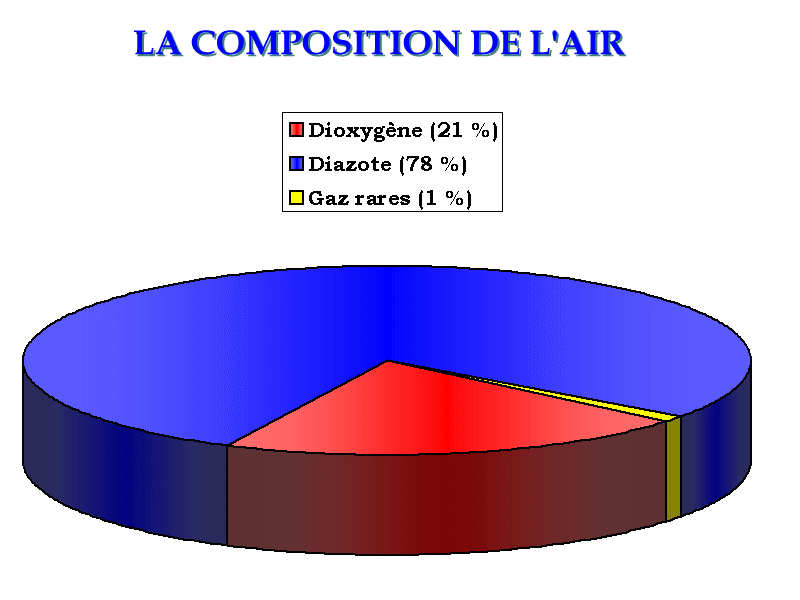 LA COMPOSITION DE L'AIR
Dioxygène (21 %)
Diazote (78 %)
Gaz rares (1 %)